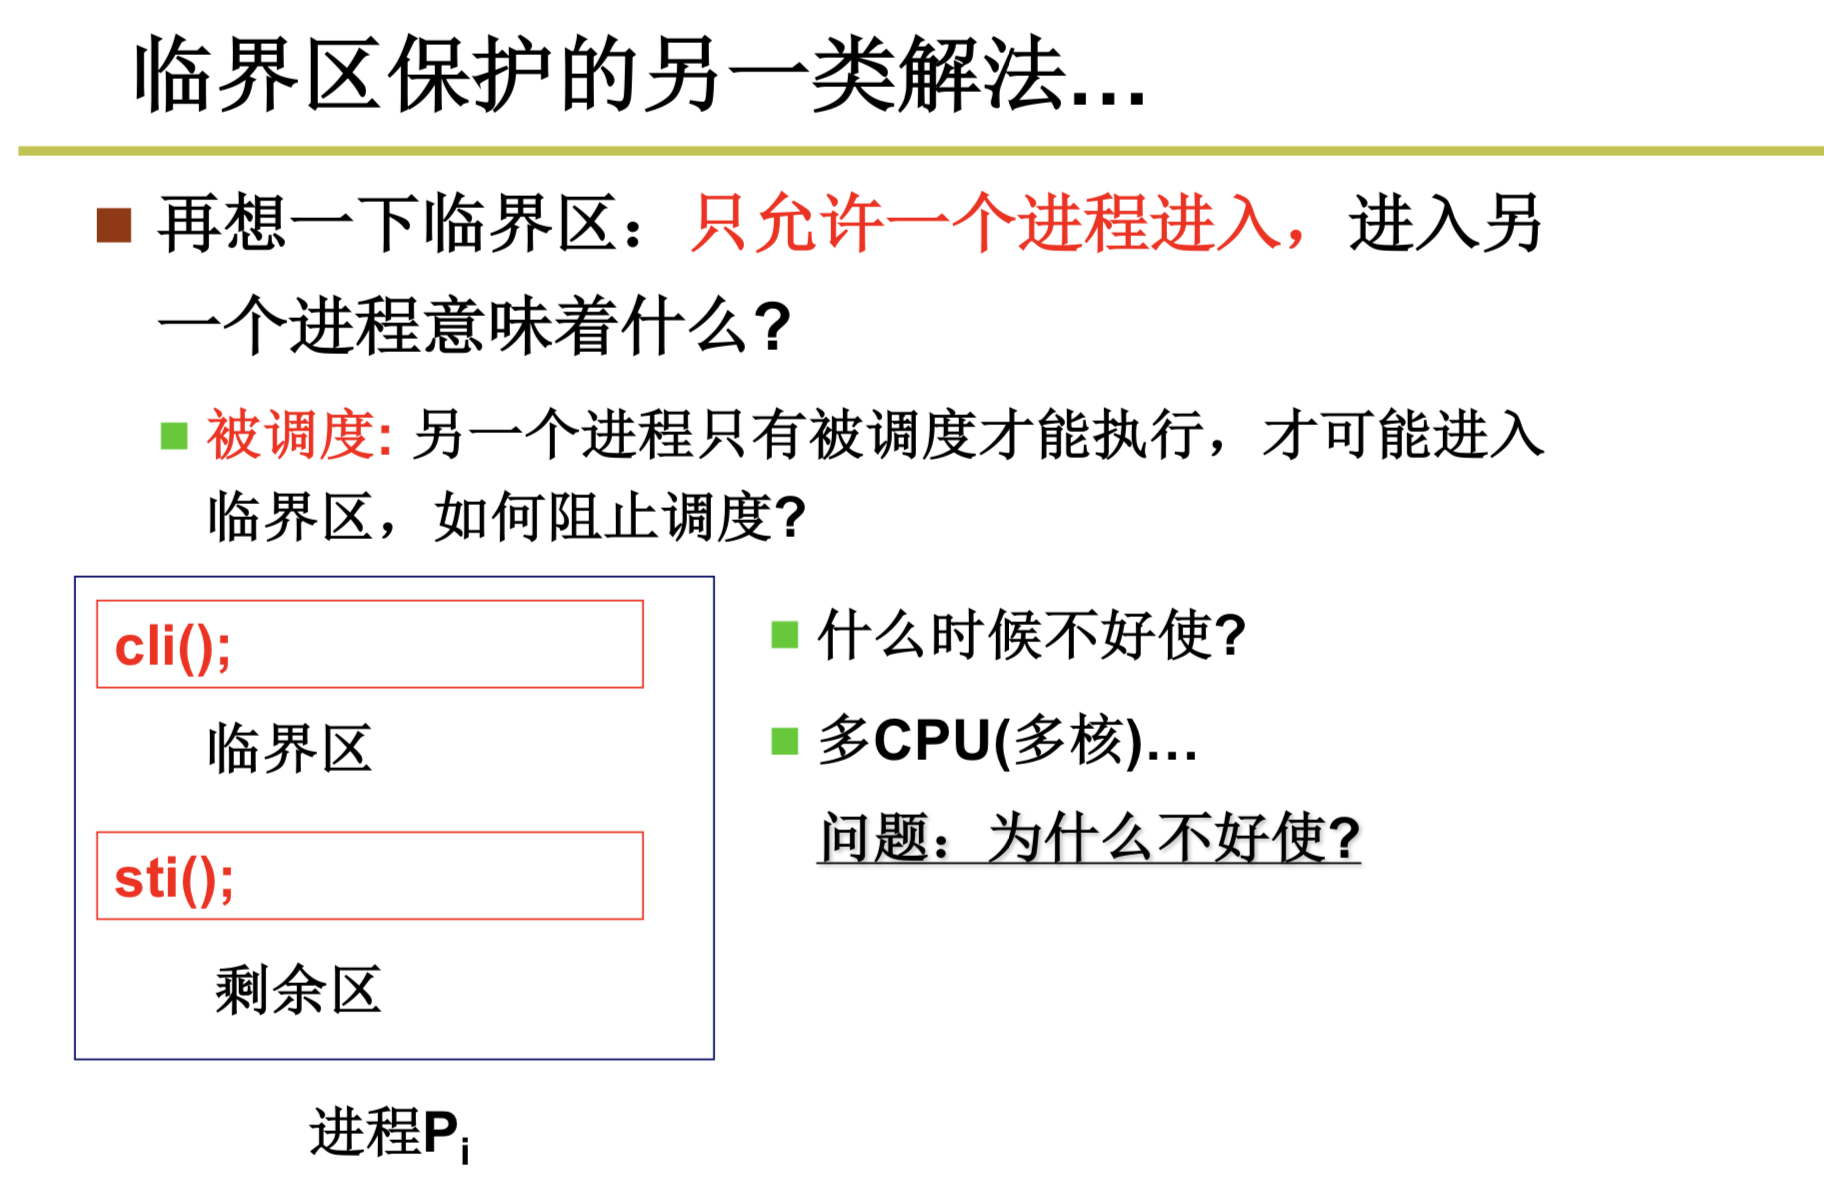 临界区保护的另一类解法…
再想一下临界区：只允许一个进程进入，进入另
一个进程意味着什么?
被调度: 另一个进程只有被调度才能执行，才可能进入
临界区，如何阻止调度?
cli();
临界区
sti();
剩余区
进程Pi
什么时候不好使?
多CPU(多核)…
问题：为什么不好使?